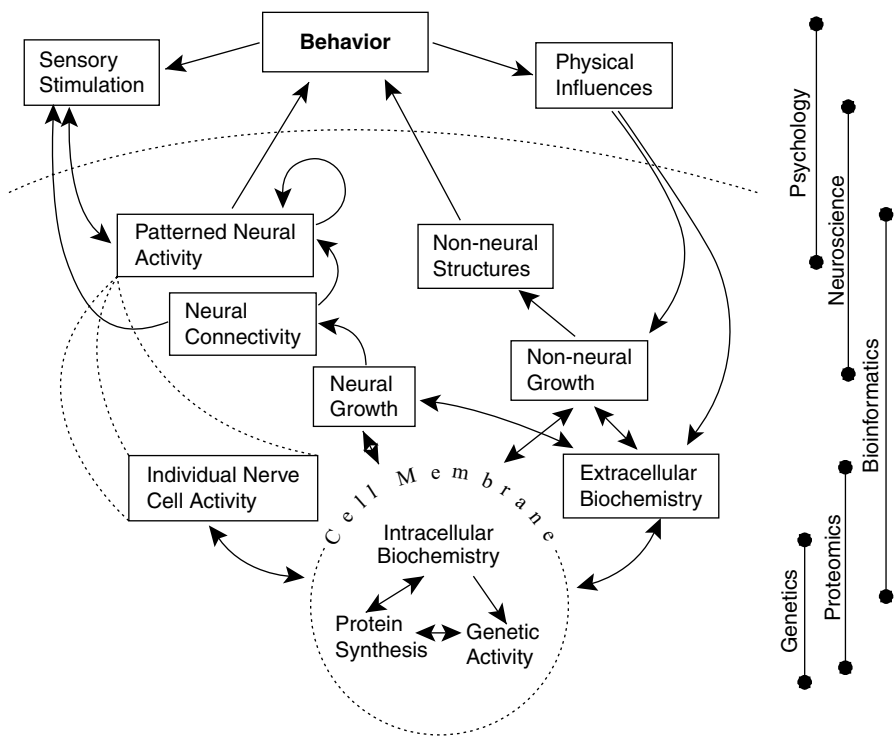 Behavior
Sensory
Stimulation
Physical
Influences
Patterned Neural
Activity
Non-neural
Structures
Neural
Connectivity
Non-neural
Growth
Neural
Growth
Individual Nerve
Cell Activity
Extracellular
Biochemistry
Cell Membrane
Intracellular
Biochemistry
Protein
Synthesis
Genetic
Activity
Psychology
Neuroscience
Bioinformatics
Proteomics
Genetics